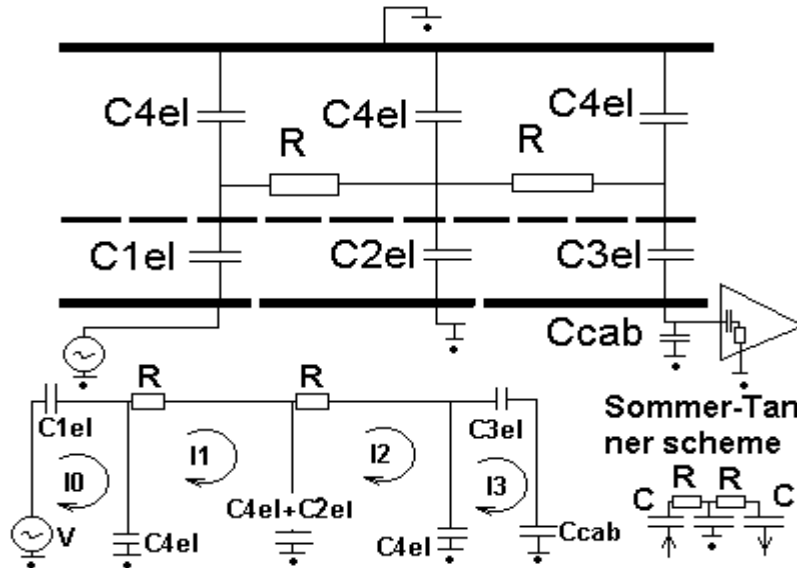 C4el C4el C4el
R R
C1el C2el C3el
Ccab
R R
C1el C3el
Sommer-Tan
ner scheme
I0 I1 I2 I3
R R
C C
C4el+C2el
V C4el C4el Ccab